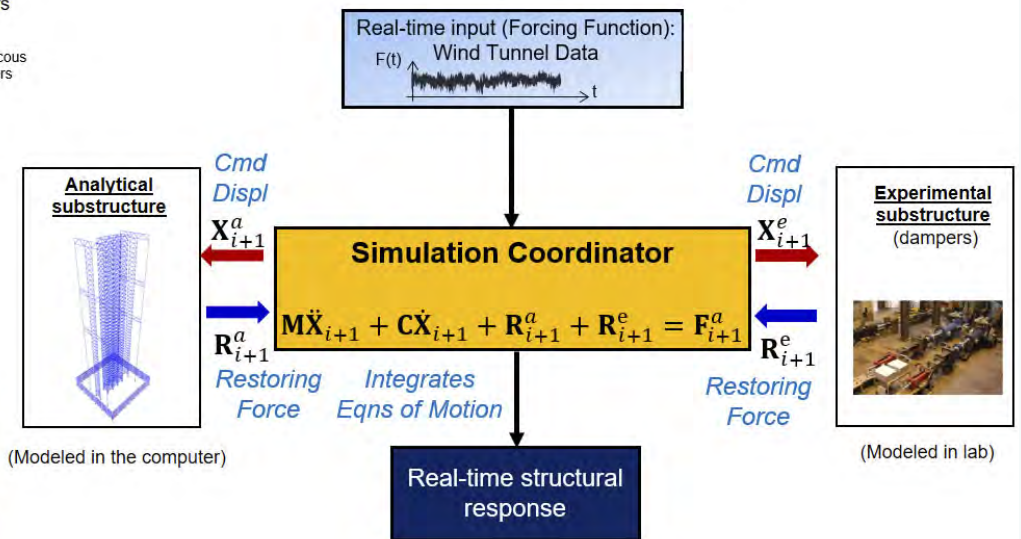 Real-time input (Forcing Function):
Wind Tunnel Data
F(t)
t
Cmd
Displ
Cmd
Displ
Analytical
substructure
Experimental
substructure
(dampers)
X^a_{i+1}
X^e_{i+1}
Simulation Coordinator
MẌ_{i+1} + CẊ_{i+1} + R^a_{i+1} + R^e_{i+1} = F^a_{i+1}
R^a_{i+1}
R^e_{i+1}
Restoring
Force
Integrates
Eqns of Motion
Restoring
Force
(Modeled in the computer)
(Modeled in lab)
Real-time structural
response